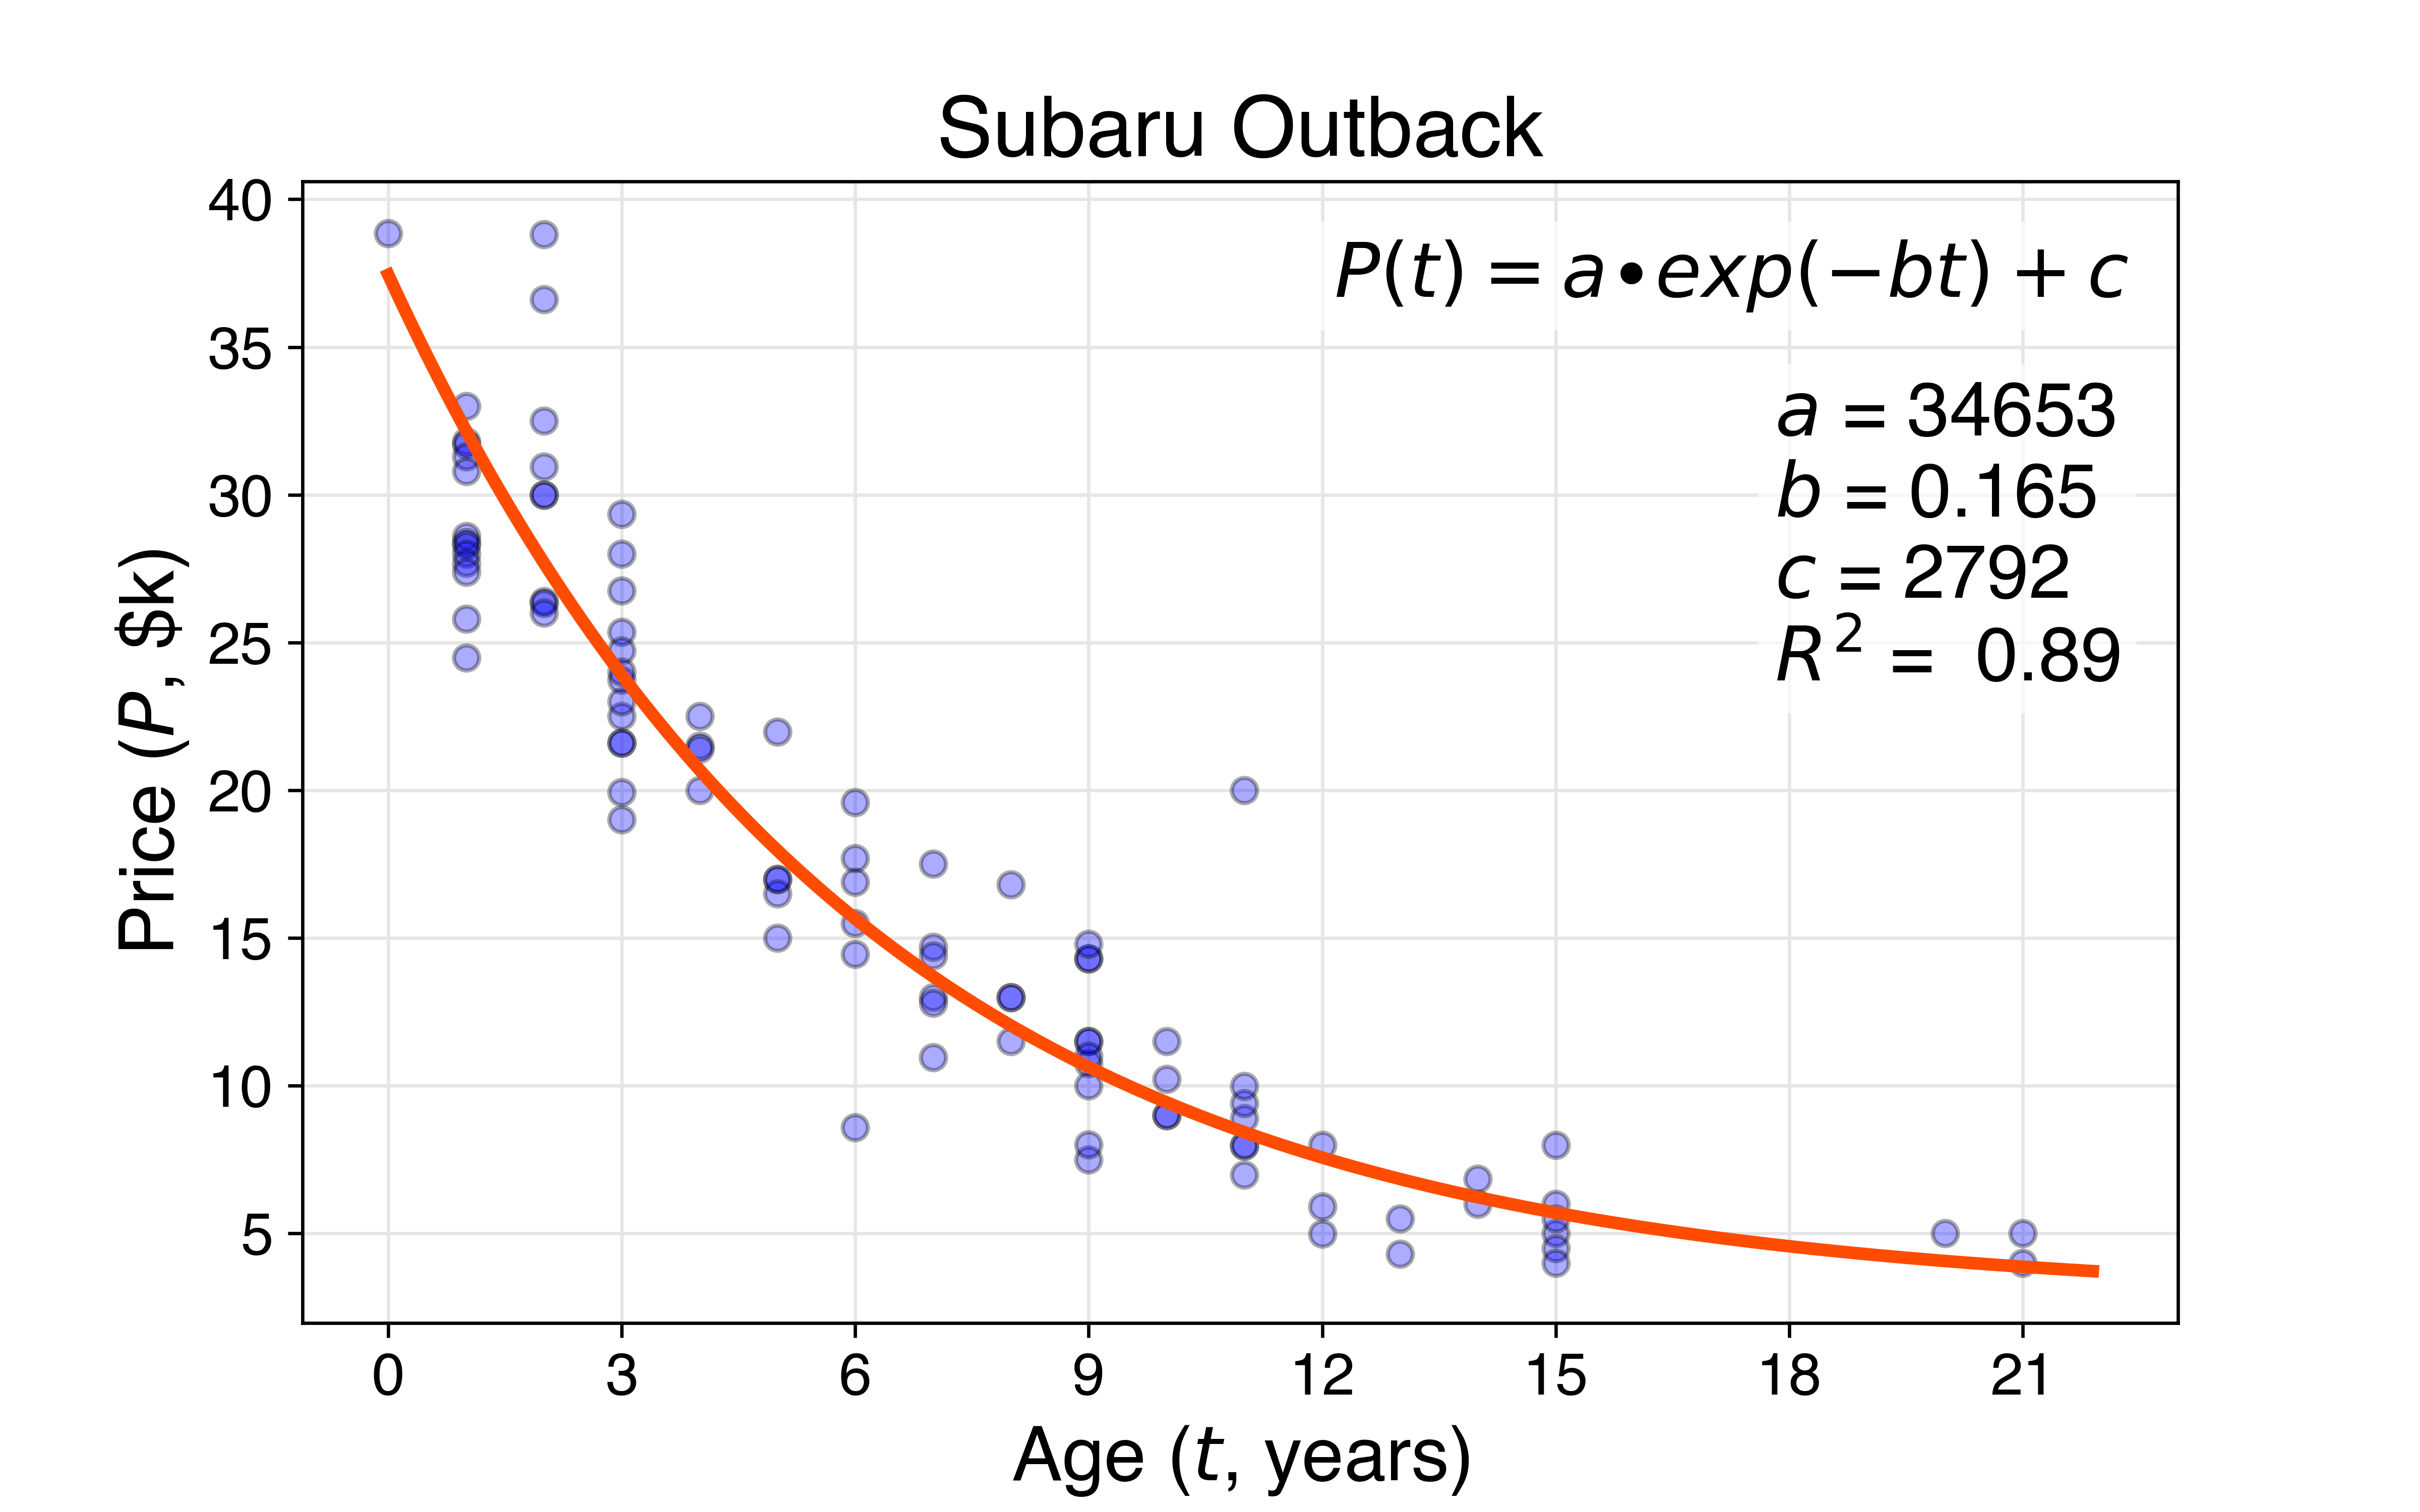 Subaru Outback
P(t) = a•exp(−bt) + c
a = 34653
b = 0.165
c = 2792
R² = 0.89
Price (P, $k)
40
35
30
25
20
15
10
5
0 3 6 9 12 15 18 21
Age (t, years)